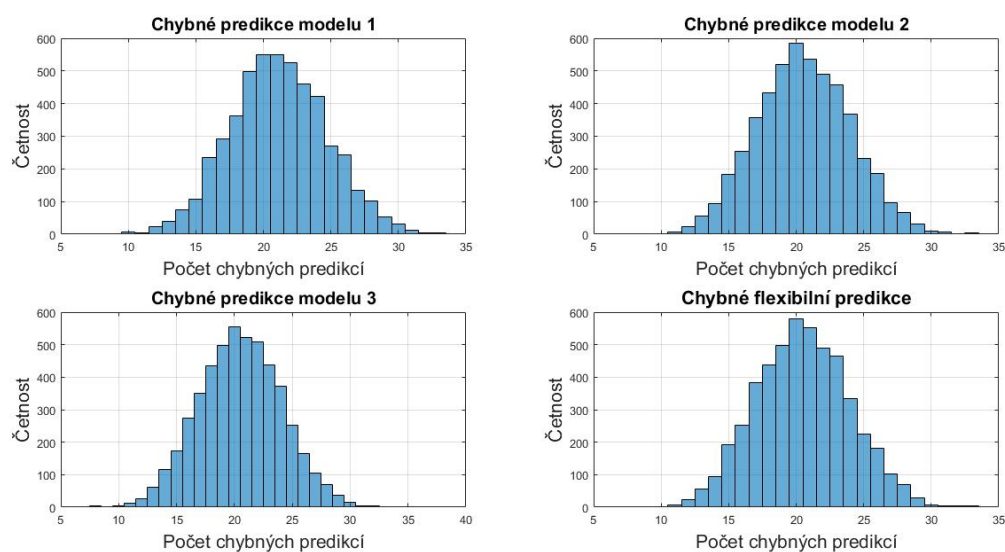 Chybné predikce modelu 1
600
500
400
300
200
100
0
Četnost
5 10 15 20 25 30 35
Počet chybných predikcí
Chybné predikce modelu 2
600
500
400
300
200
100
0
Četnost
5 10 15 20 25 30 35
Počet chybných predikcí
Chybné predikce modelu 3
600
500
400
300
200
100
0
Četnost
5 10 15 20 25 30 35 40
Počet chybných predikcí
Chybné flexibilní predikce
600
500
400
300
200
100
0
Četnost
5 10 15 20 25 30 35
Počet chybných predikcí